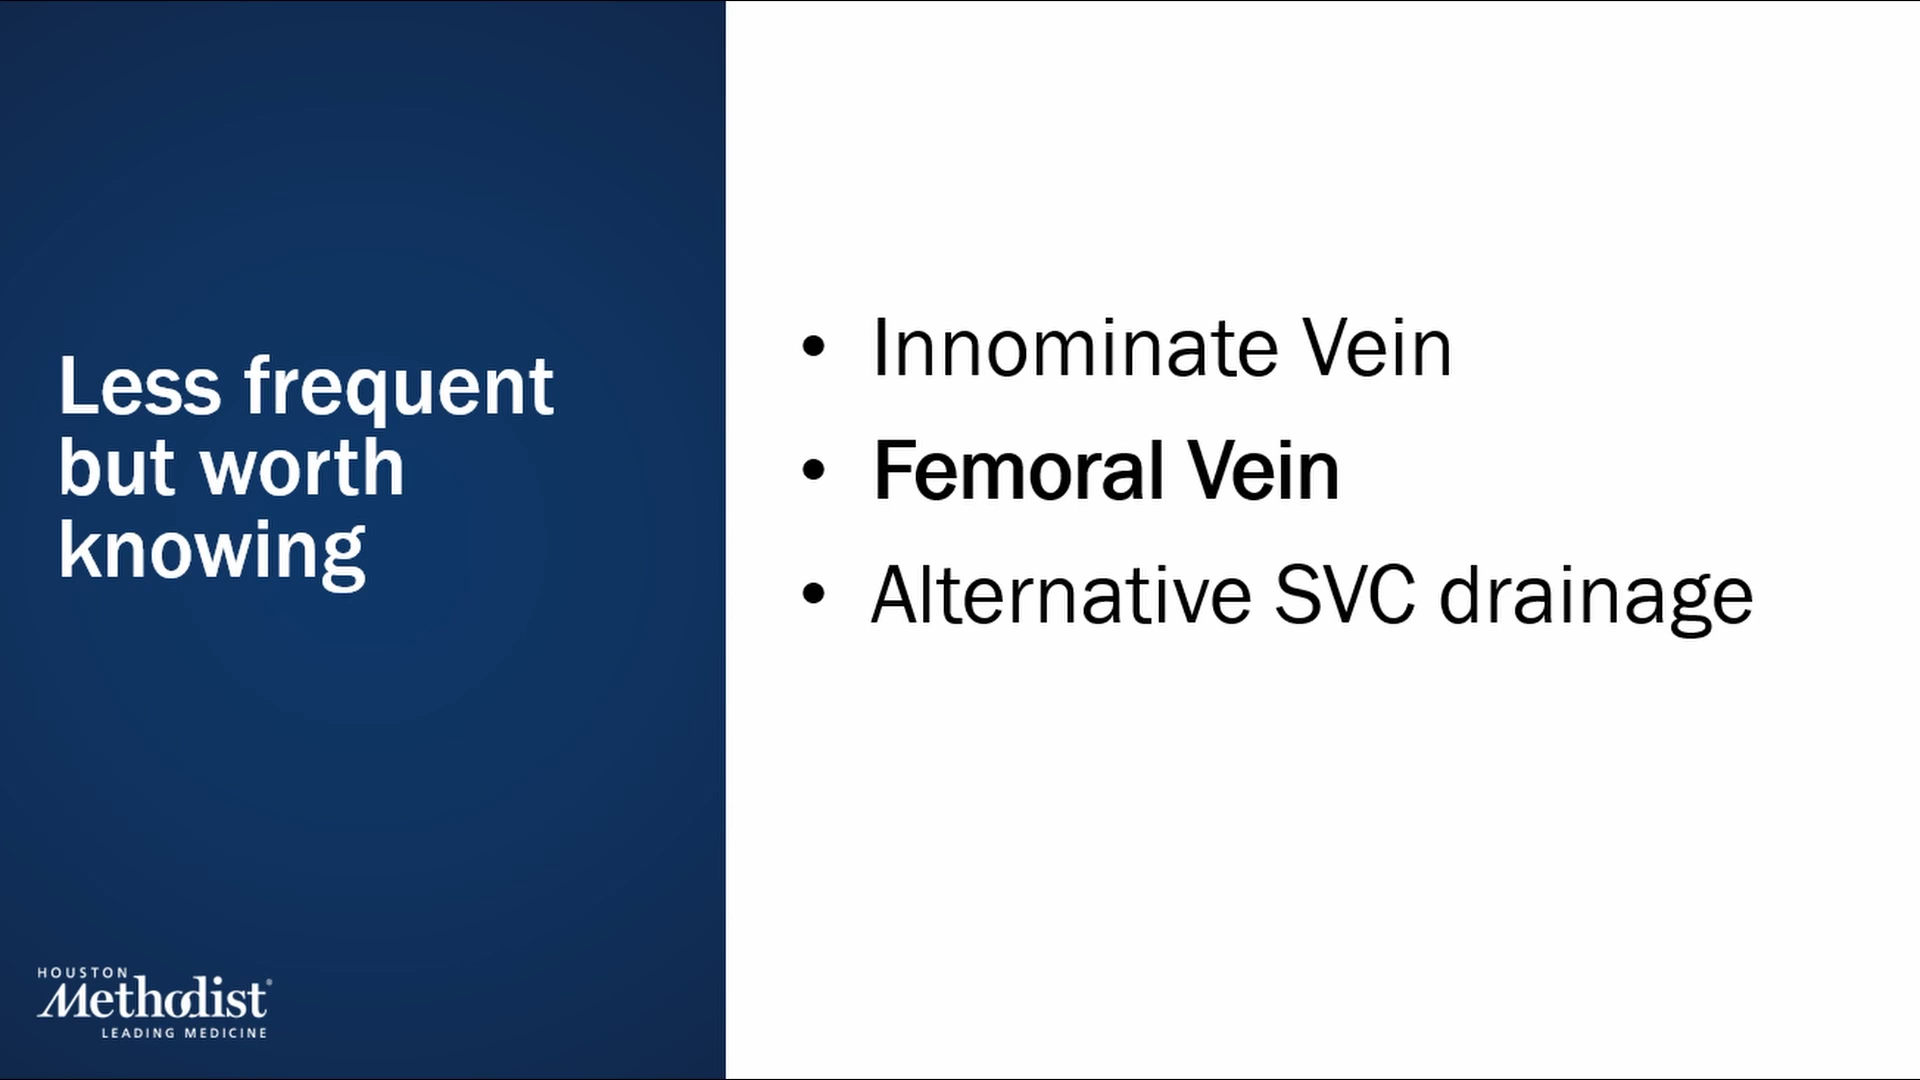 Less frequent
but worth
knowing
• Innominate Vein
• Femoral Vein
• Alternative SVC drainage
HOUSTON
Methodist®
LEADING MEDICINE